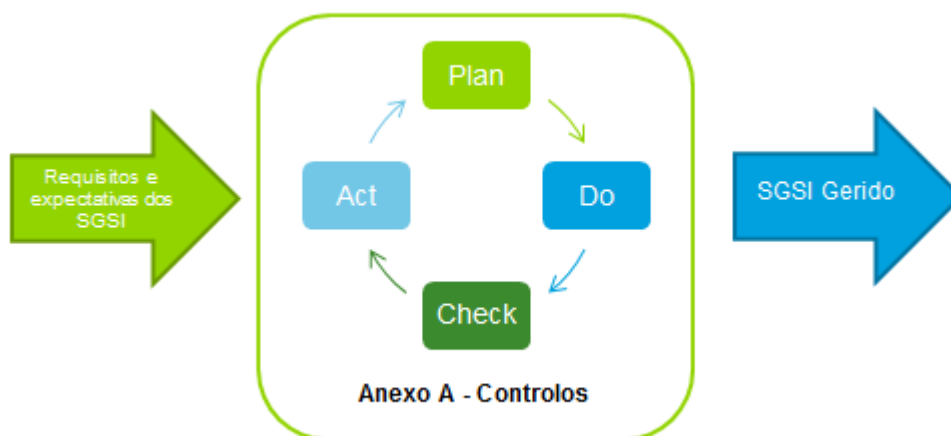 Plan
Requisitos e
expectativas dos
SGSI
Act
Do
SGSI Gerido
Check
Anexo A - Controlos